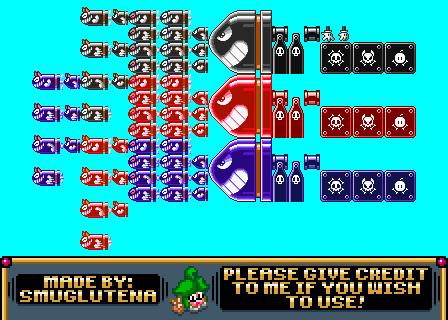 MADE BY:
SMUGLUTENA
PLEASE GIVE CREDIT
TO ME IF YOU WISH
TO USE!